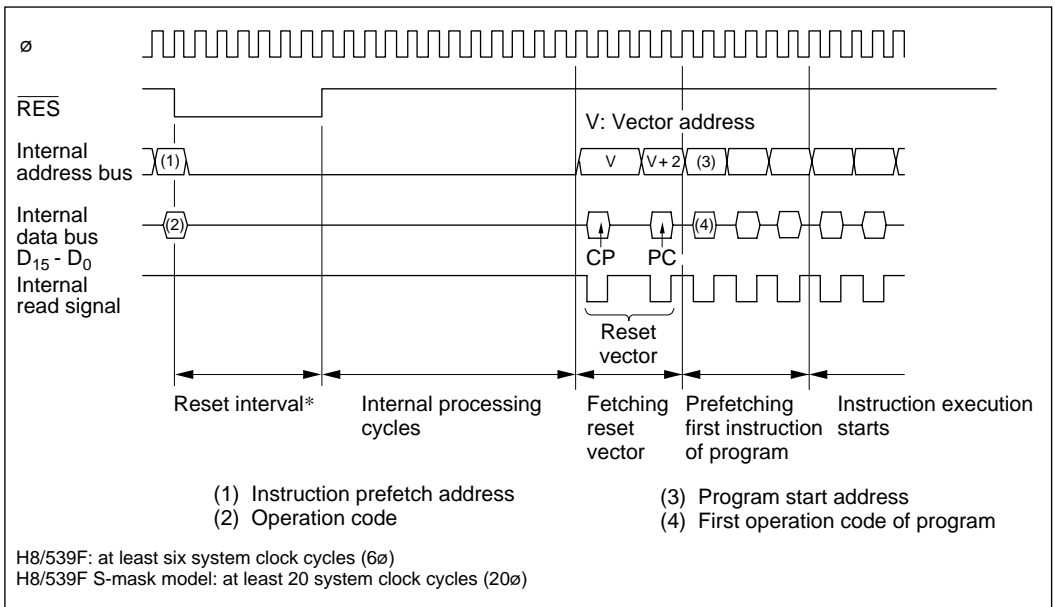 ø
RES
V: Vector address
Internal
address bus
(1)
V
V + 2
(3)
Internal
data bus
D15 - D0
(2)
(4)
CP
PC
Internal
read signal
Reset
vector
Reset interval*
Internal processing
cycles
Fetching
reset
vector
Prefetching
first instruction
of program
Instruction execution
starts
(1) Instruction prefetch address
(2) Operation code
(3) Program start address
(4) First operation code of program
H8/539F: at least six system clock cycles (6ø)
H8/539F S-mask model: at least 20 system clock cycles (20ø)